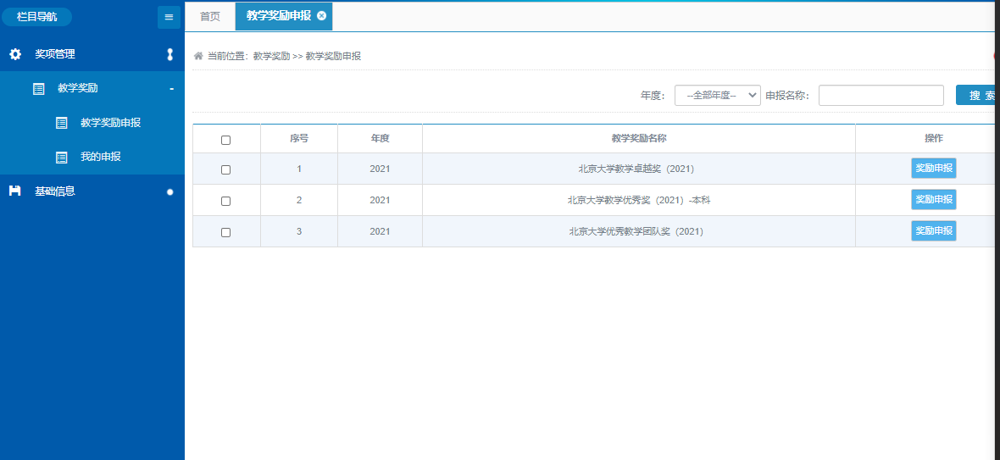 栏目导航
首页
教学奖励申报
奖项管理
教学奖励 -
教学奖励申报
我的申报
基础信息
当前位置：教学奖励 >> 教学奖励申报
年度： --全部年度-- 申报名称： 搜 索
序号 年度 教学奖励名称 操作
1 2021 北京大学教学卓越奖（2021） 奖励申报
2 2021 北京大学教学优秀奖（2021）-本科 奖励申报
3 2021 北京大学优秀教学团队奖（2021） 奖励申报